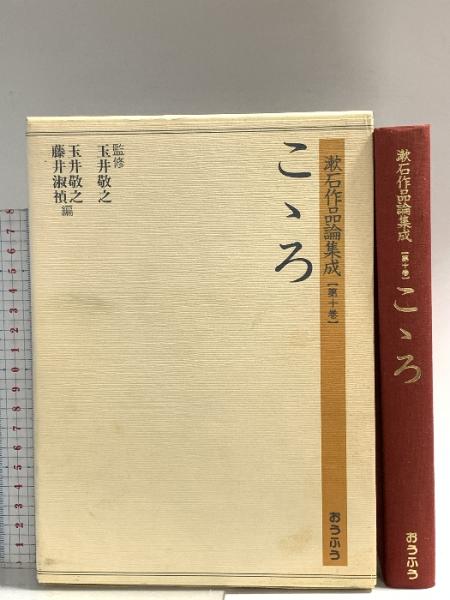 漱石作品論集成
【第十巻】
こゝろ
監修
玉井敬之
玉井敬之
藤井淑禎編
おうふう
漱石作品論集成
【第十巻】
こゝろ
おうふう